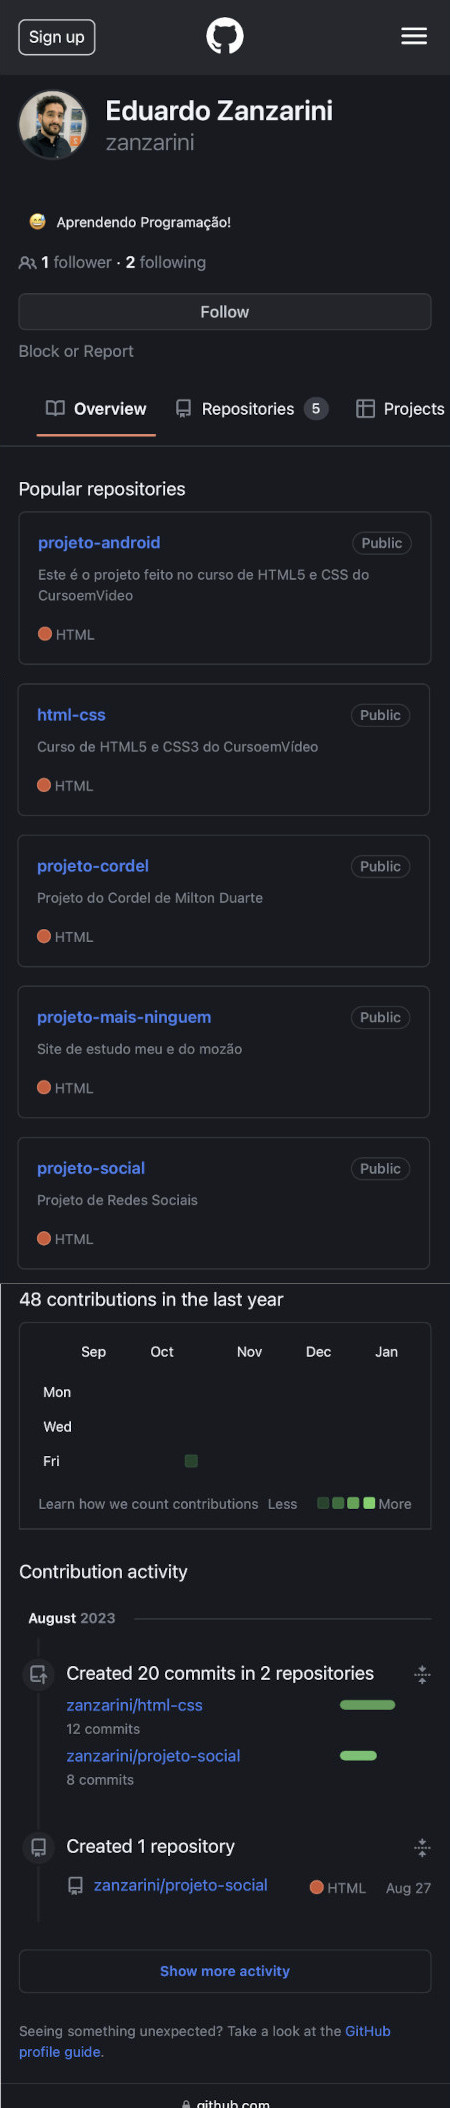 Sign up
Eduardo Zanzarini
zanzarini
😅 Aprendendo Programação!
1 follower · 2 following
Follow
Block or Report
Overview Repositories 5 Projects
Popular repositories
projeto-android Public
Este é o projeto feito no curso de HTML5 e CSS do
CursoemVideo
HTML
html-css Public
Curso de HTML5 e CSS3 do CursoemVídeo
HTML
projeto-cordel Public
Projeto do Cordel de Milton Duarte
HTML
projeto-mais-ninguem Public
Site de estudo meu e do mozão
HTML
projeto-social Public
Projeto de Redes Sociais
HTML
48 contributions in the last year
Sep Oct Nov Dec Jan
Mon
Wed
Fri
Learn how we count contributions Less More
Contribution activity
August 2023
Created 20 commits in 2 repositories
zanzarini/html-css
12 commits
zanzarini/projeto-social
8 commits
Created 1 repository
zanzarini/projeto-social HTML Aug 27
Show more activity
Seeing something unexpected? Take a look at the GitHub
profile guide.
github.com